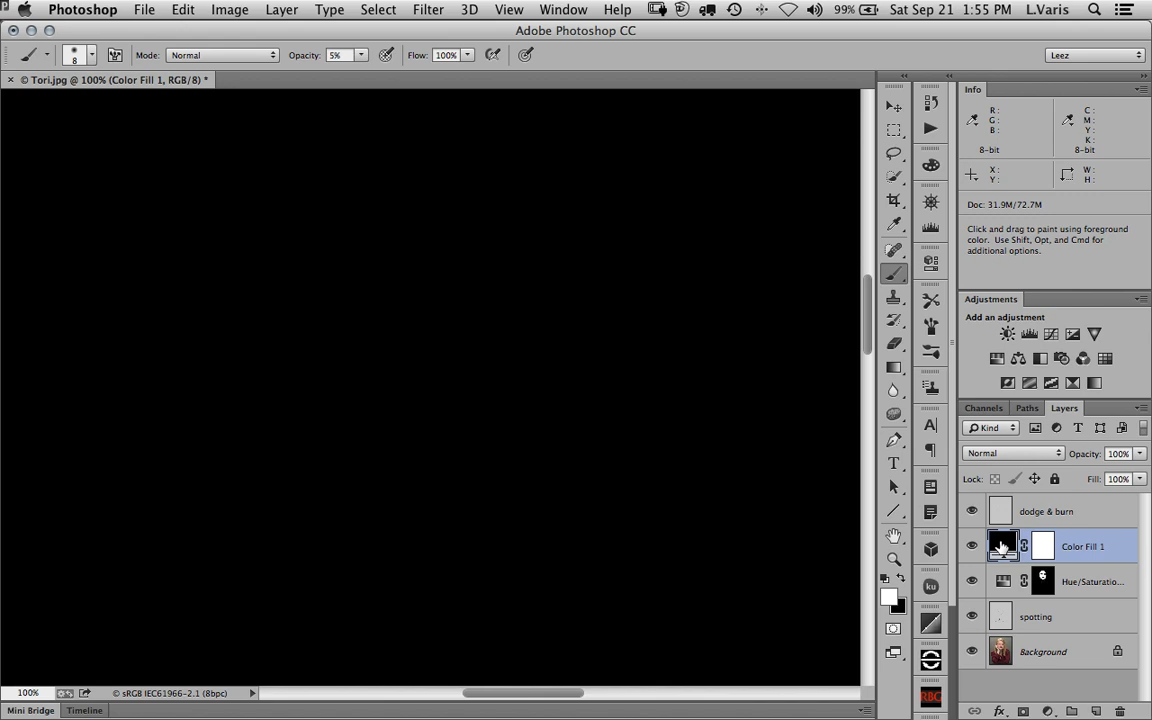 Photoshop File Edit Image Layer Type Select Filter 3D View Window Help 99% Sat Sep 21 1:55 PM L.Varis
Adobe Photoshop CC
8 Mode: Normal Opacity: 5% Flow: 100% Leez
× © Tori.jpg @ 100% (Color Fill 1, RGB/8) *
Info
R: C:
G: M:
B: Y:
K:
8-bit 8-bit
X: W:
Y: H:
Doc: 31.9M/72.7M
Click and drag to paint using foreground
color. Use Shift, Opt, and Cmd for
additional options.
Adjustments
Add an adjustment
Channels Paths Layers
Kind
Normal Opacity: 100%
Lock: Fill: 100%
dodge & burn
Color Fill 1
Hue/Saturatio...
spotting
Background
A
T
ku
RBG
100% © sRGB IEC61966-2.1 (8bpc)
Mini Bridge Timeline